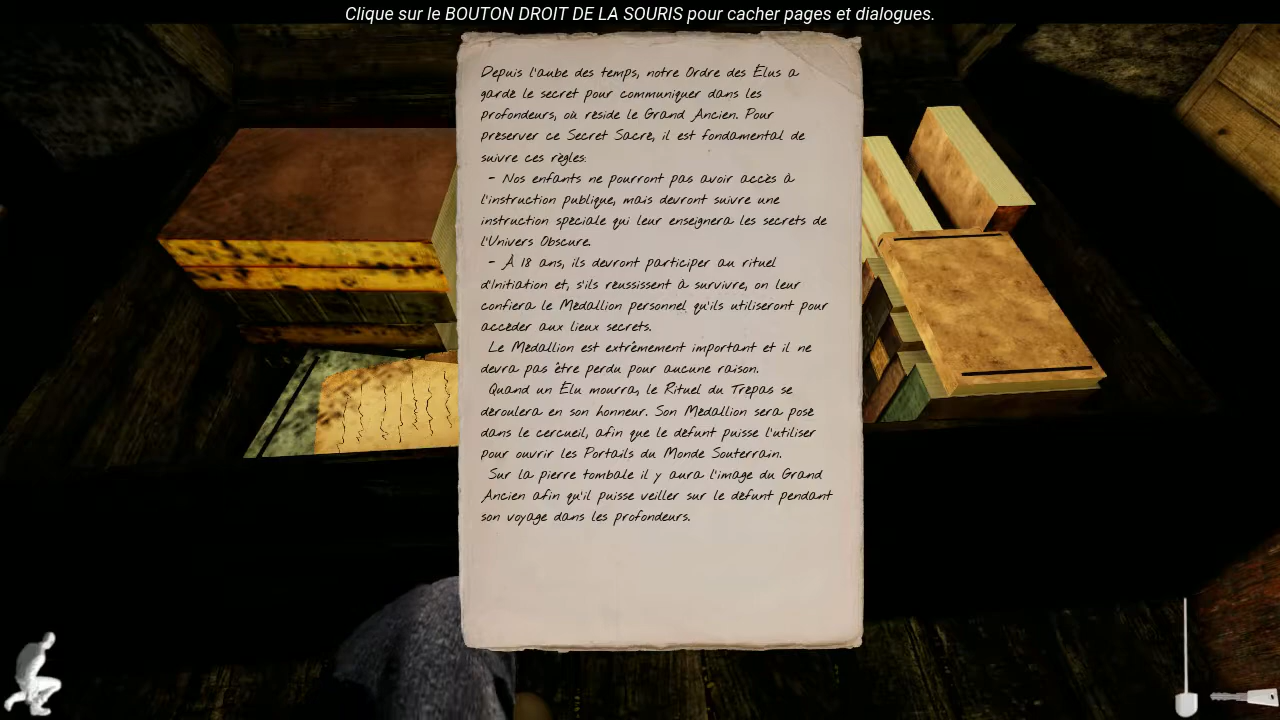 Clique sur le BOUTON DROIT DE LA SOURIS pour cacher pages et dialogues.
Depuis l'aube des temps, notre Ordre des Élus a
gardé le secret pour communiquer dans les
profondeurs, où réside le Grand Ancien. Pour
préserver ce Secret Sacré, il est fondamental de
suivre ces règles:
- Nos enfants ne pourront pas avoir accès à
l'instruction publique, mais devront suivre une
instruction spéciale qui leur enseignera les secrets de
l'Univers Obscure.
- À 18 ans, ils devront participer au rituel
d'Initiation et, s'ils réussissent à survivre, on leur
confiera le Médallion personnel qu'ils utiliseront pour
accéder aux lieux secrets.
Le Médallion est extrêmement important et il ne
devra pas être perdu pour aucune raison.
Quand un Élu mourra, le Rituel du Trépas se
déroulera en son honneur. Son Médallion sera posé
dans le cercueil, afin que le défunt puisse l'utiliser
pour ouvrir les Portails du Monde Souterrain.
Sur la pierre tombale il y aura l'image du Grand
Ancien afin qu'il puisse veiller sur le défunt pendant
son voyage dans les profondeurs.